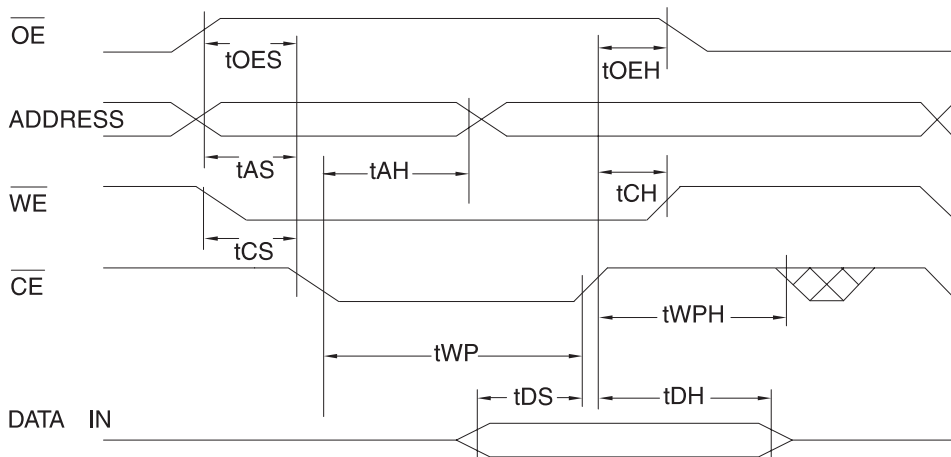 OE
tOES
tOEH
ADDRESS
tAS
tAH
tCH
WE
tCS
CE
tWPH
tWP
tDS
tDH
DATA IN